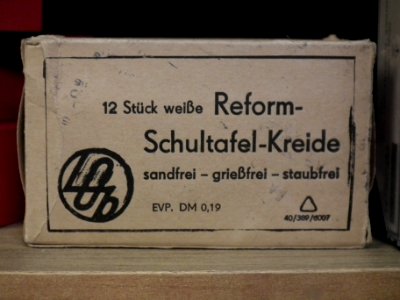 12 Stück weiße Reform-
Schultafel-Kreide
sandfrei – grießfrei – staubfrei
EVP. DM 0,19
40/389/6007